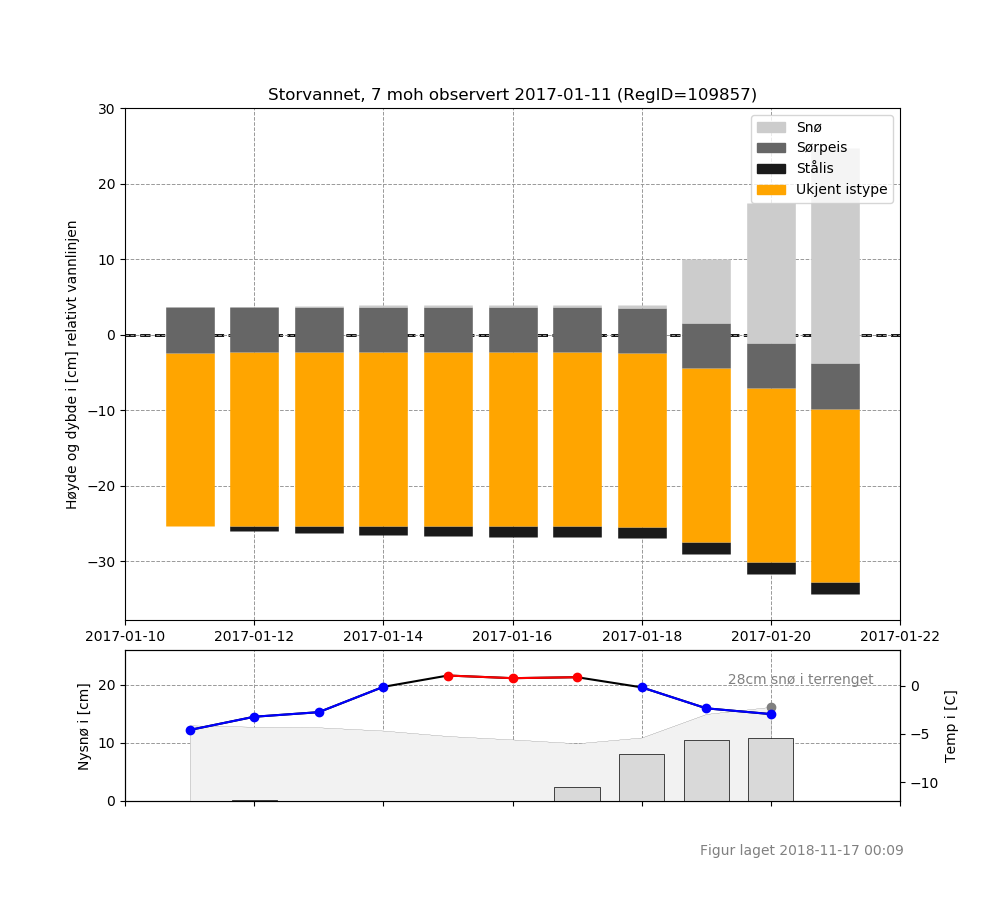 Storvannet, 7 moh observert 2017-01-11 (RegID=109857)
Høyde og dybde i [cm] relativt vannlinjen
30
20
10
0
−10
−20
−30
Snø
Sørpeis
Stålis
Ukjent istype
2017-01-10 2017-01-12 2017-01-14 2017-01-16 2017-01-18 2017-01-20 2017-01-22
Nysnø i [cm]
20
10
0
28cm snø i terrenget
0
−5
−10
Temp i [C]
Figur laget 2018-11-17 00:09